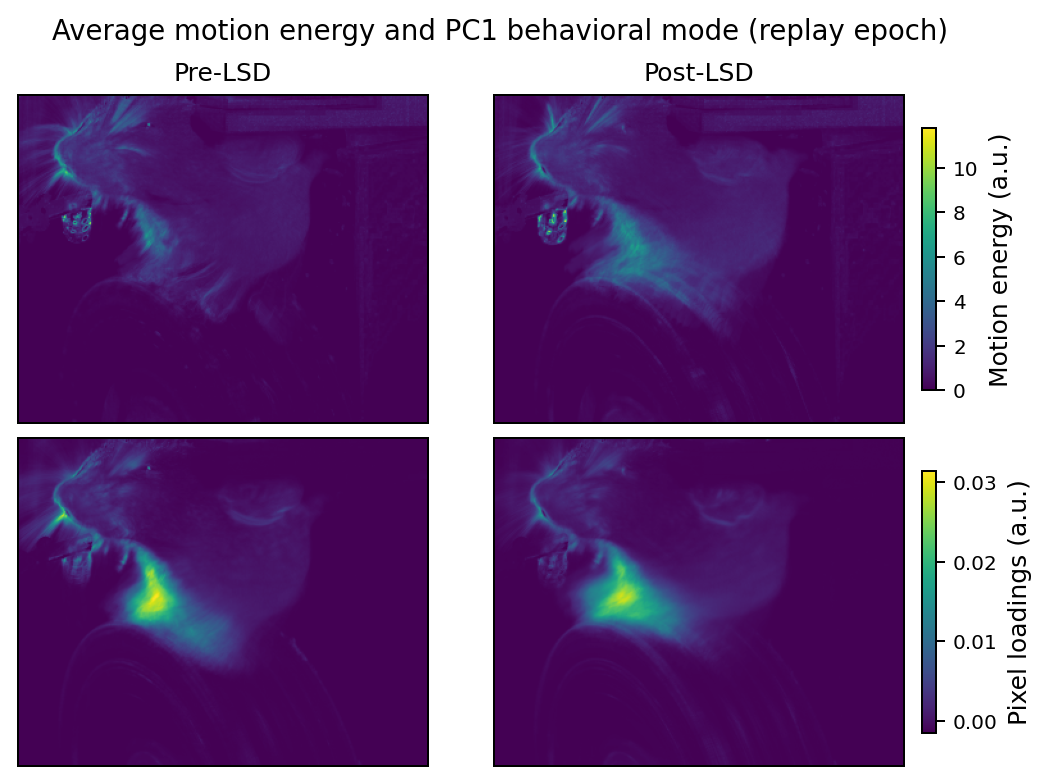 Average motion energy and PC1 behavioral mode (replay epoch)
Pre-LSD
Post-LSD
10
8
6
4
2
0
Motion energy (a.u.)
0.03
0.02
0.01
0.00
Pixel loadings (a.u.)